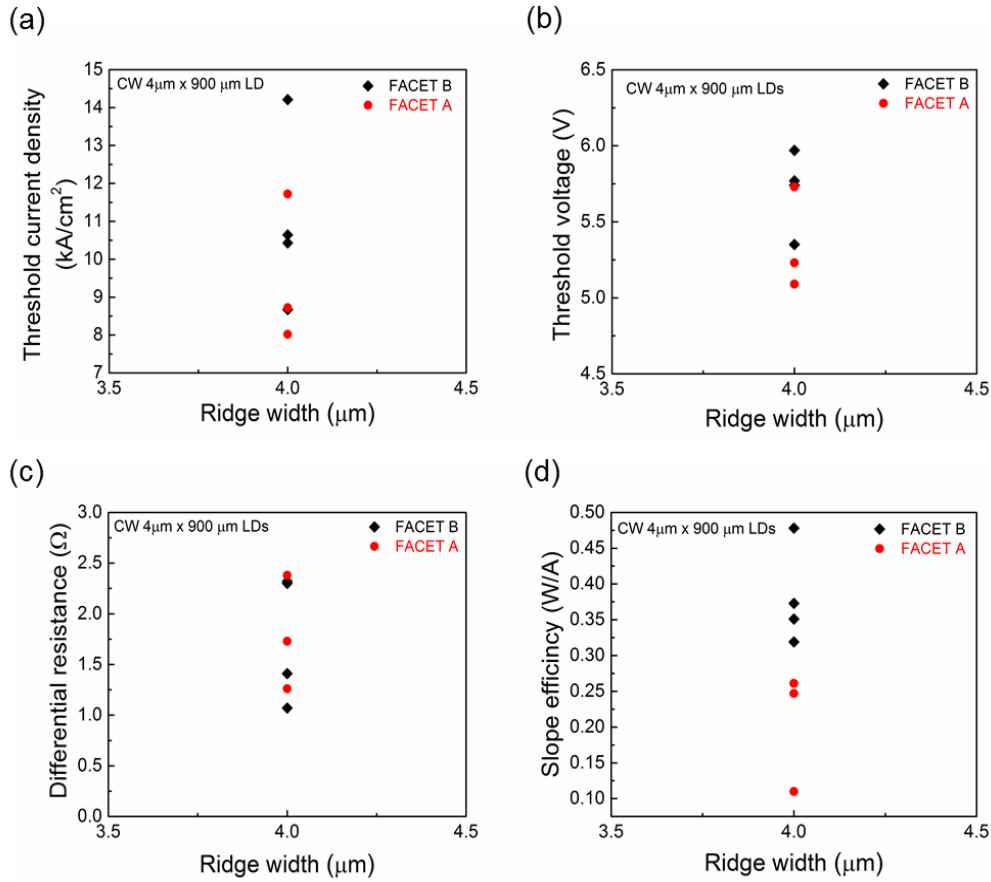 (a)
CW 4μm x 900 μm LD
FACET B
FACET A
Threshold current density
(kA/cm²)
15
14
13
12
11
10
9
8
7
3.5
4.0
4.5
Ridge width (μm)
(b)
CW 4μm x 900 μm LDs
FACET B
FACET A
Threshold voltage (V)
6.5
6.0
5.5
5.0
4.5
3.5
4.0
4.5
Ridge width (μm)
(c)
CW 4μm x 900 μm LDs
FACET B
FACET A
Differential resistance (Ω)
3.0
2.5
2.0
1.5
1.0
0.5
0.0
3.5
4.0
4.5
Ridge width (μm)
(d)
CW 4μm x 900 μm LDs
FACET B
FACET A
Slope efficincy (W/A)
0.50
0.45
0.40
0.35
0.30
0.25
0.20
0.15
0.10
3.5
4.0
4.5
Ridge width (μm)